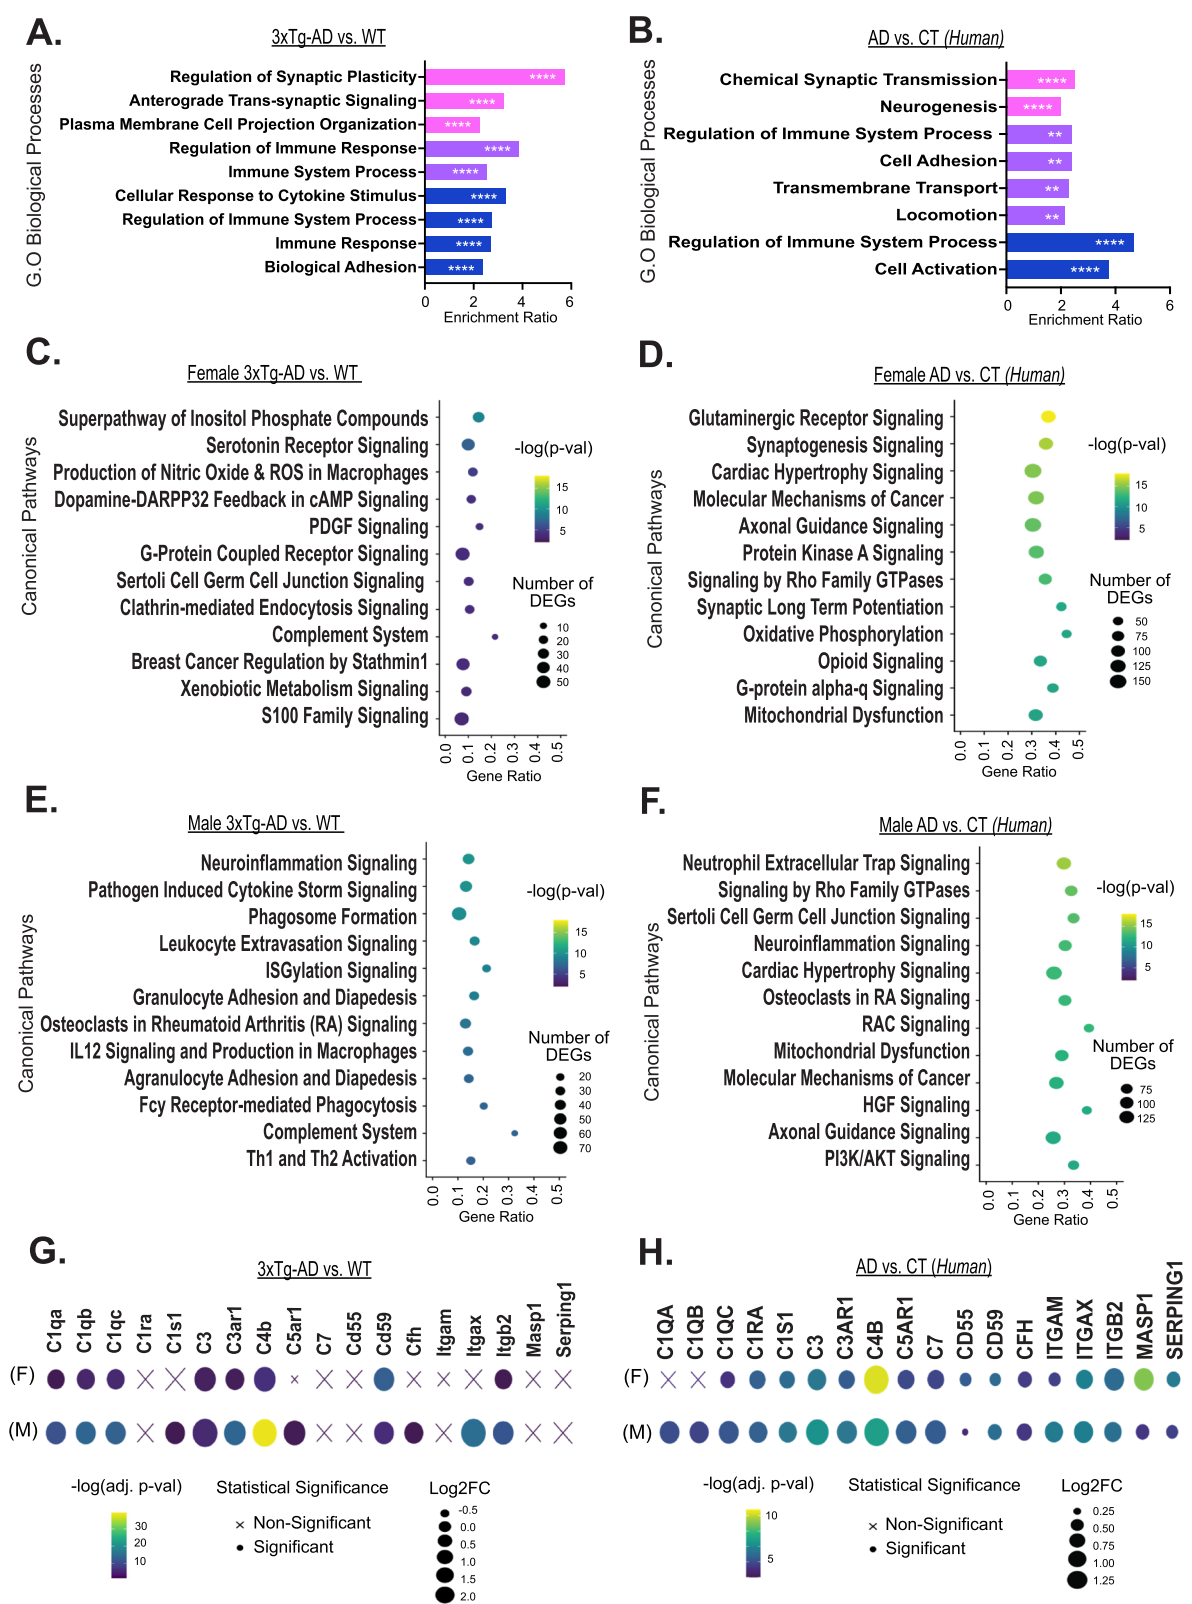 A.
3xTg-AD vs. WT
G.O Biological Processes
Regulation of Synaptic Plasticity ****
Anterograde Trans-synaptic Signaling ****
Plasma Membrane Cell Projection Organization ****
Regulation of Immune Response ****
Immune System Process ****
Cellular Response to Cytokine Stimulus ****
Regulation of Immune System Process ****
Immune Response ****
Biological Adhesion ****
0 2 4 6
Enrichment Ratio
B.
AD vs. CT (Human)
G.O Biological Processes
Chemical Synaptic Transmission ****
Neurogenesis ****
Regulation of Immune System Process **
Cell Adhesion **
Transmembrane Transport **
Locomotion **
Regulation of Immune System Process ****
Cell Activation ****
0 2 4 6
Enrichment Ratio
C.
Female 3xTg-AD vs. WT
Canonical Pathways
Superpathway of Inositol Phosphate Compounds
Serotonin Receptor Signaling
Production of Nitric Oxide & ROS in Macrophages
Dopamine-DARPP32 Feedback in cAMP Signaling
PDGF Signaling
G-Protein Coupled Receptor Signaling
Sertoli Cell Germ Cell Junction Signaling
Clathrin-mediated Endocytosis Signaling
Complement System
Breast Cancer Regulation by Stathmin1
Xenobiotic Metabolism Signaling
S100 Family Signaling
0.0 0.1 0.2 0.3 0.4 0.5
Gene Ratio
-log(p-val)
15
10
5
Number of
DEGs
10
20
30
40
50
D.
Female AD vs. CT (Human)
Canonical Pathways
Glutaminergic Receptor Signaling
Synaptogenesis Signaling
Cardiac Hypertrophy Signaling
Molecular Mechanisms of Cancer
Axonal Guidance Signaling
Protein Kinase A Signaling
Signaling by Rho Family GTPases
Synaptic Long Term Potentiation
Oxidative Phosphorylation
Opioid Signaling
G-protein alpha-q Signaling
Mitochondrial Dysfunction
0.0 0.1 0.2 0.3 0.4 0.5
Gene Ratio
-log(p-val)
15
10
5
Number of
DEGs
50
75
100
125
150
E.
Male 3xTg-AD vs. WT
Canonical Pathways
Neuroinflammation Signaling
Pathogen Induced Cytokine Storm Signaling
Phagosome Formation
Leukocyte Extravasation Signaling
ISGylation Signaling
Granulocyte Adhesion and Diapedesis
Osteoclasts in Rheumatoid Arthritis (RA) Signaling
IL12 Signaling and Production in Macrophages
Agranulocyte Adhesion and Diapedesis
Fcy Receptor-mediated Phagocytosis
Complement System
Th1 and Th2 Activation
0.0 0.1 0.2 0.3 0.4 0.5
Gene Ratio
-log(p-val)
15
10
5
Number of
DEGs
20
30
40
50
60
70
F.
Male AD vs. CT (Human)
Canonical Pathways
Neutrophil Extracellular Trap Signaling
Signaling by Rho Family GTPases
Sertoli Cell Germ Cell Junction Signaling
Neuroinflammation Signaling
Cardiac Hypertrophy Signaling
Osteoclasts in RA Signaling
RAC Signaling
Mitochondrial Dysfunction
Molecular Mechanisms of Cancer
HGF Signaling
Axonal Guidance Signaling
PI3K/AKT Signaling
0.0 0.1 0.2 0.3 0.4 0.5
Gene Ratio
-log(p-val)
15
10
5
Number of
DEGs
75
100
125
G.
3xTg-AD vs. WT
C1qa C1qb C1qc C1ra C1s1 C3 C3ar1 C4b C5ar1 C7 Cd55 Cd59 Cfh Itgam Itgax Itgb2 Masp1 Serping1
(F)
(M)
-log(adj. p-val)
30
20
10
Statistical Significance
Non-Significant
Significant
Log2FC
-0.5
0.0
0.5
1.0
1.5
2.0
H.
AD vs. CT (Human)
C1QA C1QB C1QC C1RA C1S1 C3 C3AR1 C4B C5AR1 C7 CD55 CD59 CFH ITGAM ITGAX ITGB2 MASP1 SERPING1
(F)
(M)
-log(adj. p-val)
10
5
Statistical Significance
Non-Significant
Significant
Log2FC
0.25
0.50
0.75
1.00
1.25